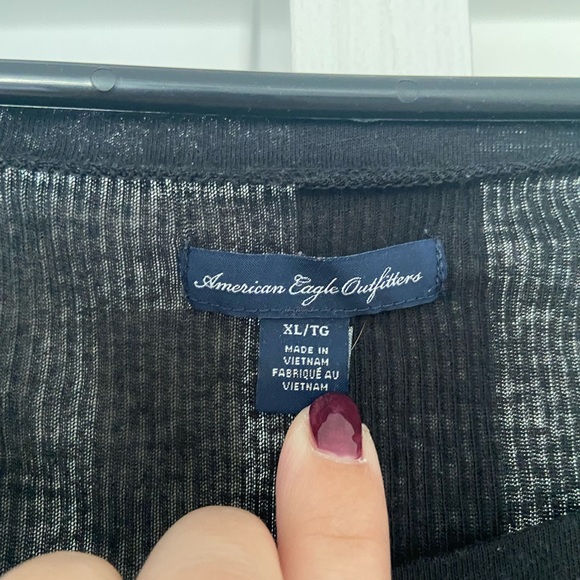 American Eagle Outfitters
XL/TG
MADE IN
VIETNAM
FABRIQUÉ AU
VIETNAM